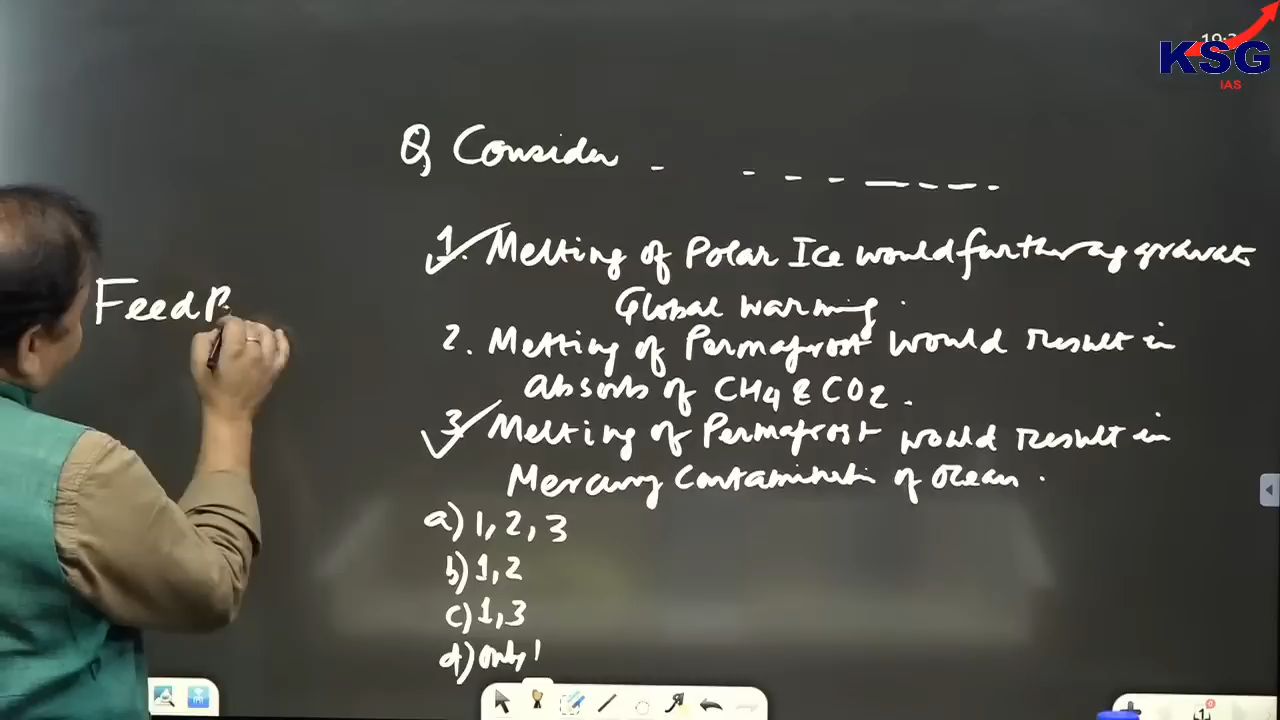 KSG
IAS
Q Consider - - - - - - - -
1. Melting of Polar Ice would further aggravate
Global warming.
FeedB
2. Melting of Permafrost would result in
absorb of CH4 & CO2.
3. Melting of Permafrost would result in
Mercury Contamination of Ocean.
a) 1, 2, 3
b) 1, 2
c) 1, 3
d) only 1